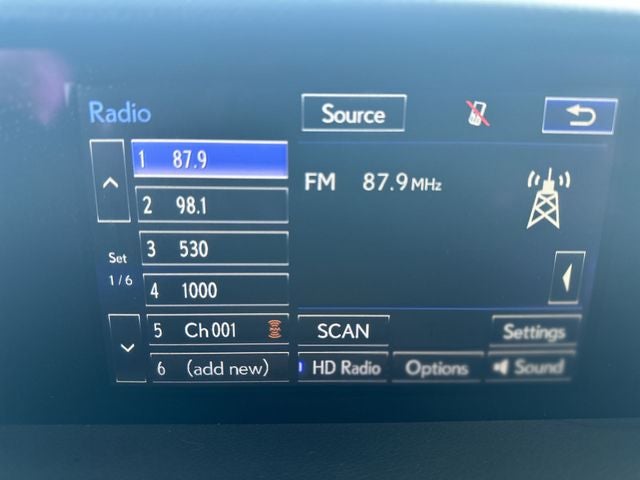 Radio
Source
1 87.9
FM 87.9 MHz
2 98.1
Set
1/6
3 530
4 1000
5 Ch 001
6 (add new)
SCAN
Settings
HD Radio
Options
Sound